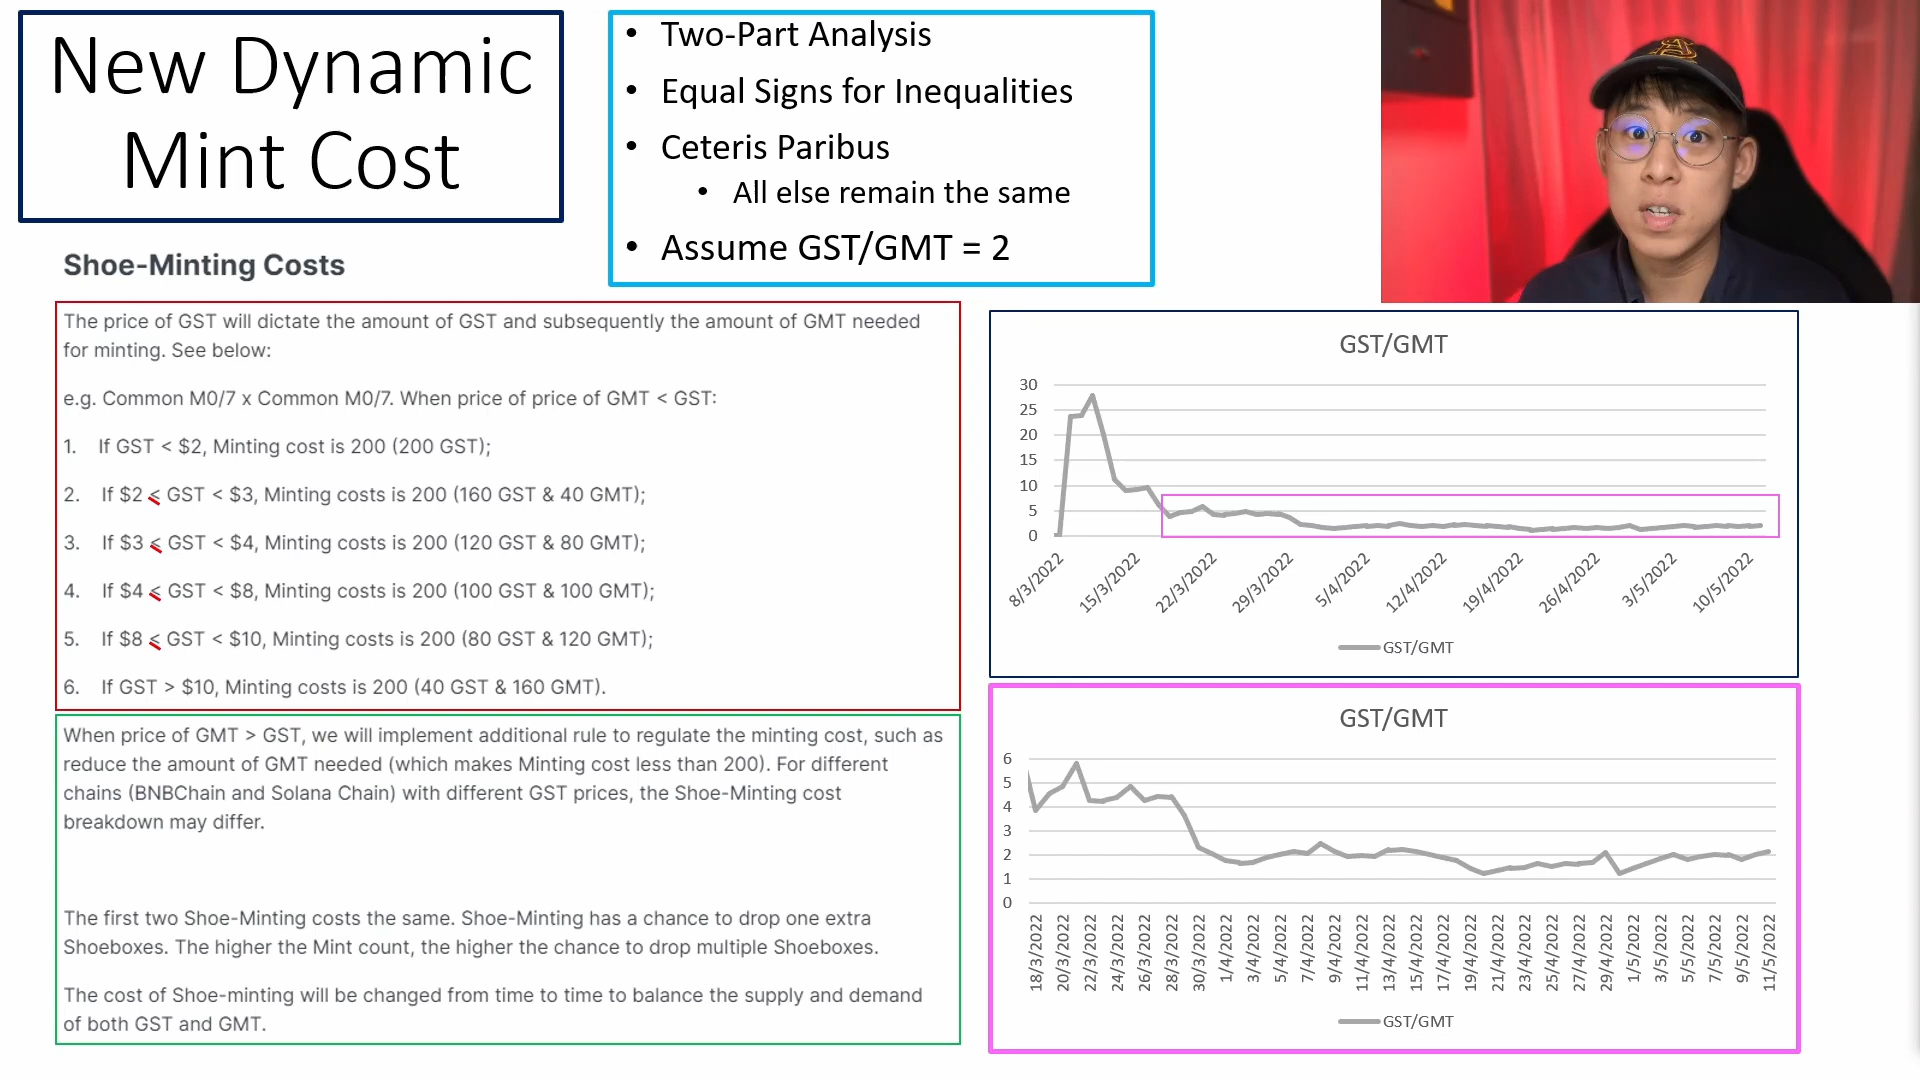 New Dynamic
Mint Cost
• Two-Part Analysis
• Equal Signs for Inequalities
• Ceteris Paribus
• All else remain the same
• Assume GST/GMT = 2
Shoe-Minting Costs
The price of GST will dictate the amount of GST and subsequently the amount of GMT needed
for minting. See below:
e.g. Common M0/7 x Common M0/7. When price of price of GMT < GST:
1. If GST < $2, Minting cost is 200 (200 GST);
2. If $2 ≤ GST < $3, Minting costs is 200 (160 GST & 40 GMT);
3. If $3 ≤ GST < $4, Minting costs is 200 (120 GST & 80 GMT);
4. If $4 ≤ GST < $8, Minting costs is 200 (100 GST & 100 GMT);
5. If $8 ≤ GST < $10, Minting costs is 200 (80 GST & 120 GMT);
6. If GST > $10, Minting costs is 200 (40 GST & 160 GMT).
When price of GMT > GST, we will implement additional rule to regulate the minting cost, such as
reduce the amount of GMT needed (which makes Minting cost less than 200). For different
chains (BNBChain and Solana Chain) with different GST prices, the Shoe-Minting cost
breakdown may differ.
The first two Shoe-Minting costs the same. Shoe-Minting has a chance to drop one extra
Shoeboxes. The higher the Mint count, the higher the chance to drop multiple Shoeboxes.
The cost of Shoe-minting will be changed from time to time to balance the supply and demand
of both GST and GMT.
GST/GMT
30
25
20
15
10
5
0
8/3/2022
15/3/2022
22/3/2022
29/3/2022
5/4/2022
12/4/2022
19/4/2022
26/4/2022
3/5/2022
10/5/2022
GST/GMT
GST/GMT
6
5
4
3
2
1
0
18/3/2022
20/3/2022
22/3/2022
24/3/2022
26/3/2022
28/3/2022
30/3/2022
1/4/2022
3/4/2022
5/4/2022
7/4/2022
9/4/2022
11/4/2022
13/4/2022
15/4/2022
17/4/2022
19/4/2022
21/4/2022
23/4/2022
25/4/2022
27/4/2022
29/4/2022
1/5/2022
3/5/2022
5/5/2022
7/5/2022
9/5/2022
11/5/2022
GST/GMT